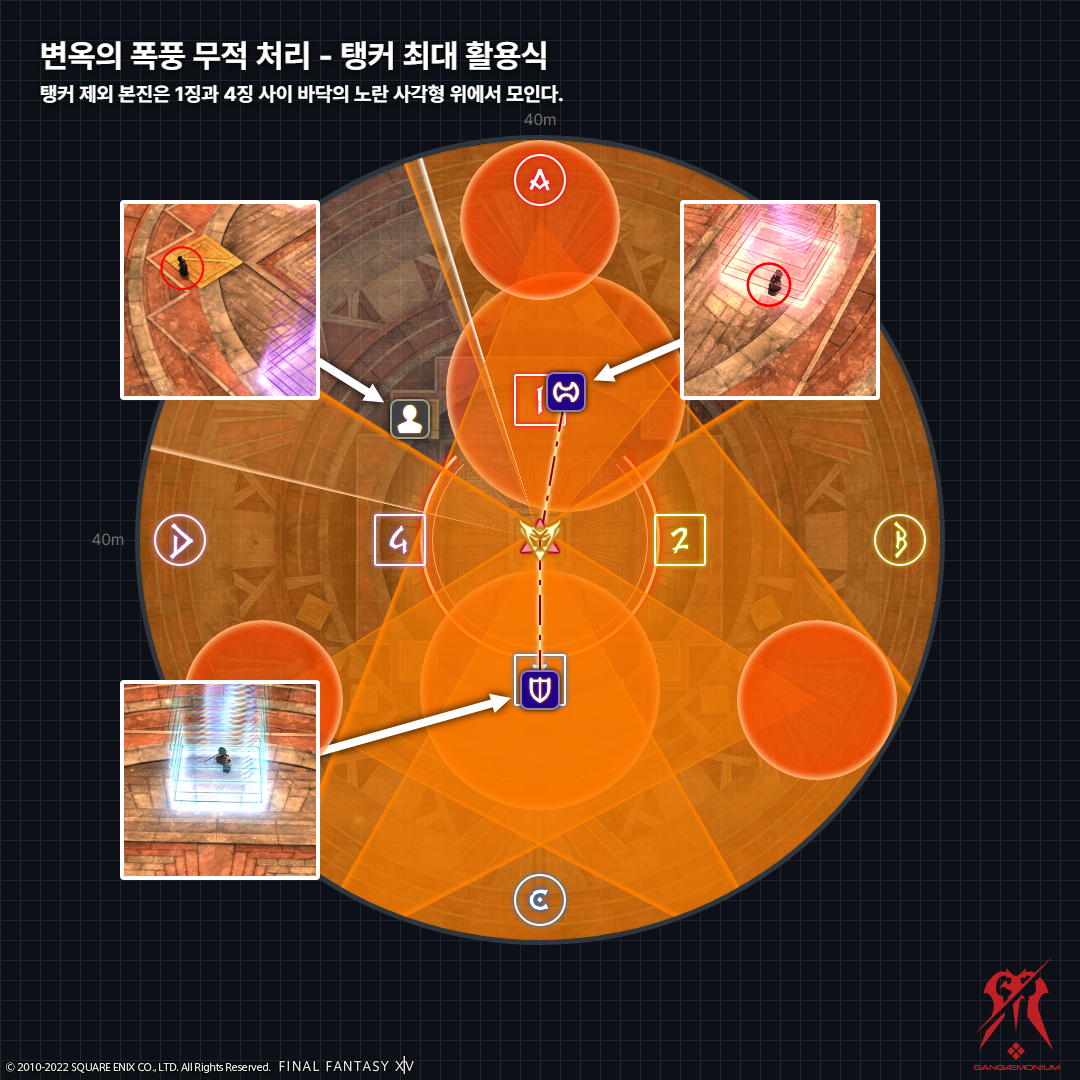 변옥의 폭풍 무적 처리 - 탱커 최대 활용식
탱커 제외 본진은 1징과 4징 사이 바닥의 노란 사각형 위에서 모인다.
40m
A
1
40m
D
4
2
B
C
© 2010-2022 SQUARE ENIX CO., LTD. All Rights Reserved. FINAL FANTASY XIV
GANGÆMONIUM